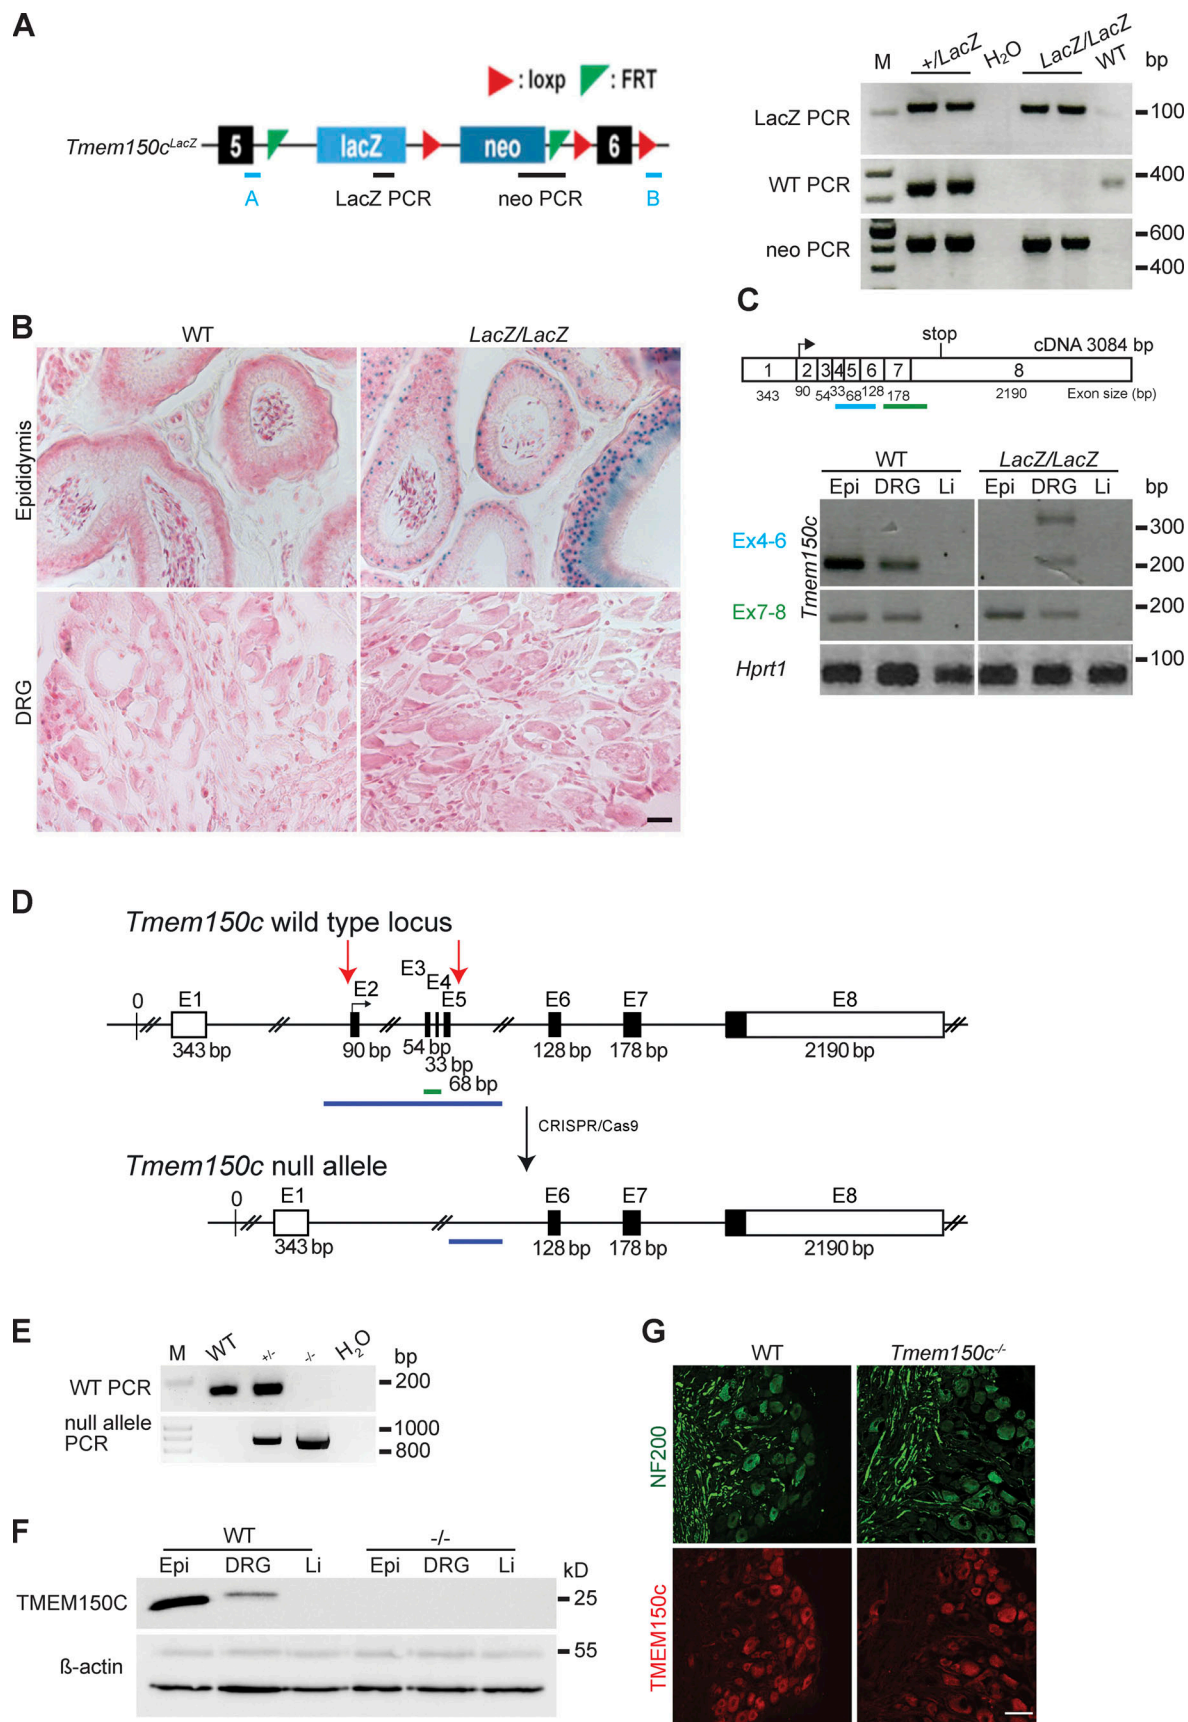 A
: loxp : FRT
Tmem150cLacZ 5 lacZ neo 6
A LacZ PCR neo PCR B
M +/LacZ H2O LacZ/LacZ WT bp
LacZ PCR 100
WT PCR 400
neo PCR 600
400
B
WT LacZ/LacZ
Epididymis
DRG
C
stop cDNA 3084 bp
1 2 3 4 5 6 7 8
343 90 54 33 68 128 178 2190 Exon size (bp)
WT LacZ/LacZ
Epi DRG Li Epi DRG Li bp
Tmem150c
Ex4-6 300
200
Ex7-8 200
Hprt1 100
D
Tmem150c wild type locus
0 E1 E2 E3 E4 E5 E6 E7 E8
343 bp 90 bp 54 bp 33 bp 68 bp 128 bp 178 bp 2190 bp
CRISPR/Cas9
Tmem150c null allele
0 E1 E6 E7 E8
343 bp 128 bp 178 bp 2190 bp
E
M WT +/- -/- H2O bp
WT PCR 200
null allele PCR 1000
800
F
WT -/-
Epi DRG Li Epi DRG Li kD
TMEM150C 25
ß-actin 55
G
WT Tmem150c-/-
NF200
TMEM150c